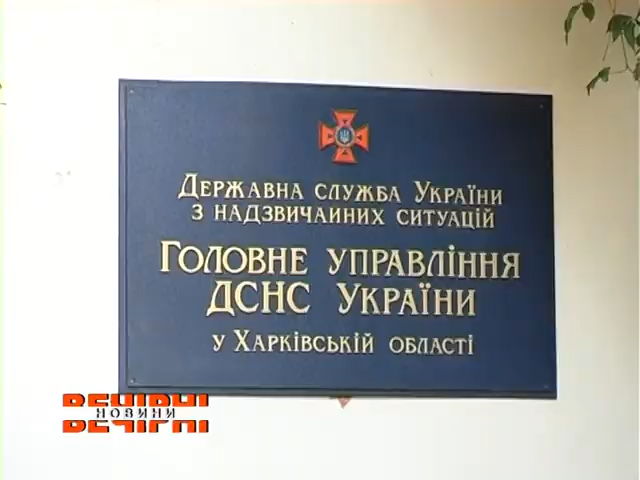 Державна служба України
з надзвичайних ситуацій
Головне управління
ДСНС України
у Харківській області
ВЕЧІРНІ
НОВИНИ